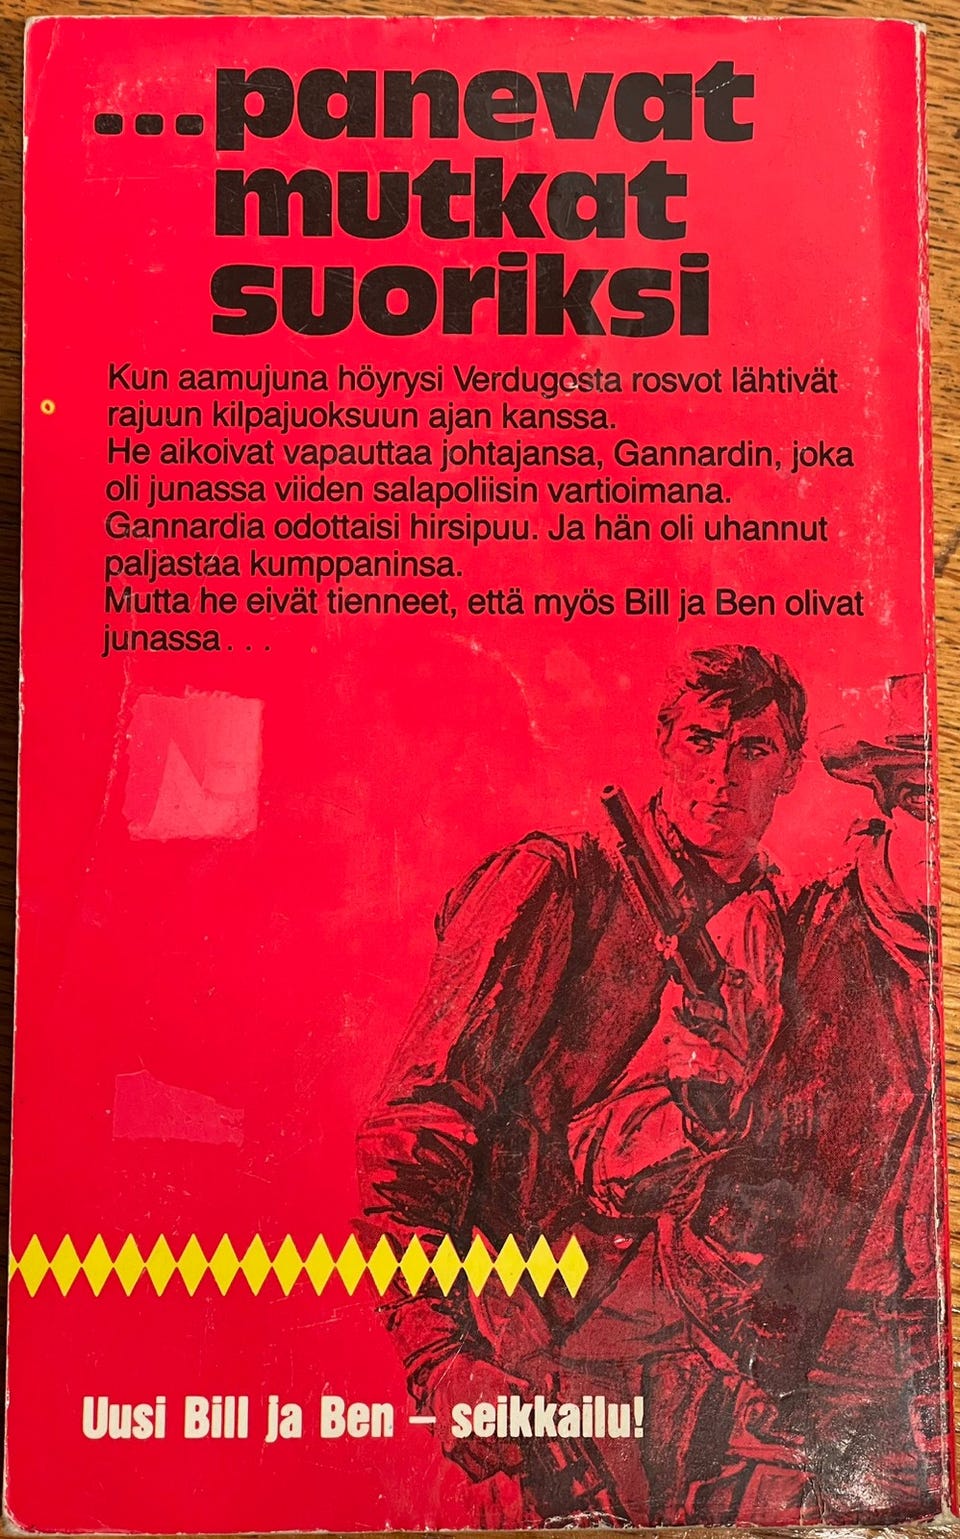 ...panevat
mutkat
suoriksi
Kun aamujuna höyrysi Verdugosta rosvot lähtivät
rajuun kilpajuoksuun ajan kanssa.
He aikoivat vapauttaa johtajansa, Gannardin, joka
oli junassa viiden salapoliisin vartioimana.
Gannardia odottaisi hirsipuu. Ja hän oli uhannut
paljastaa kumppaninsa.
Mutta he eivät tienneet, että myös Bill ja Ben olivat
junassa...
Uusi Bill ja Ben – seikkailu!